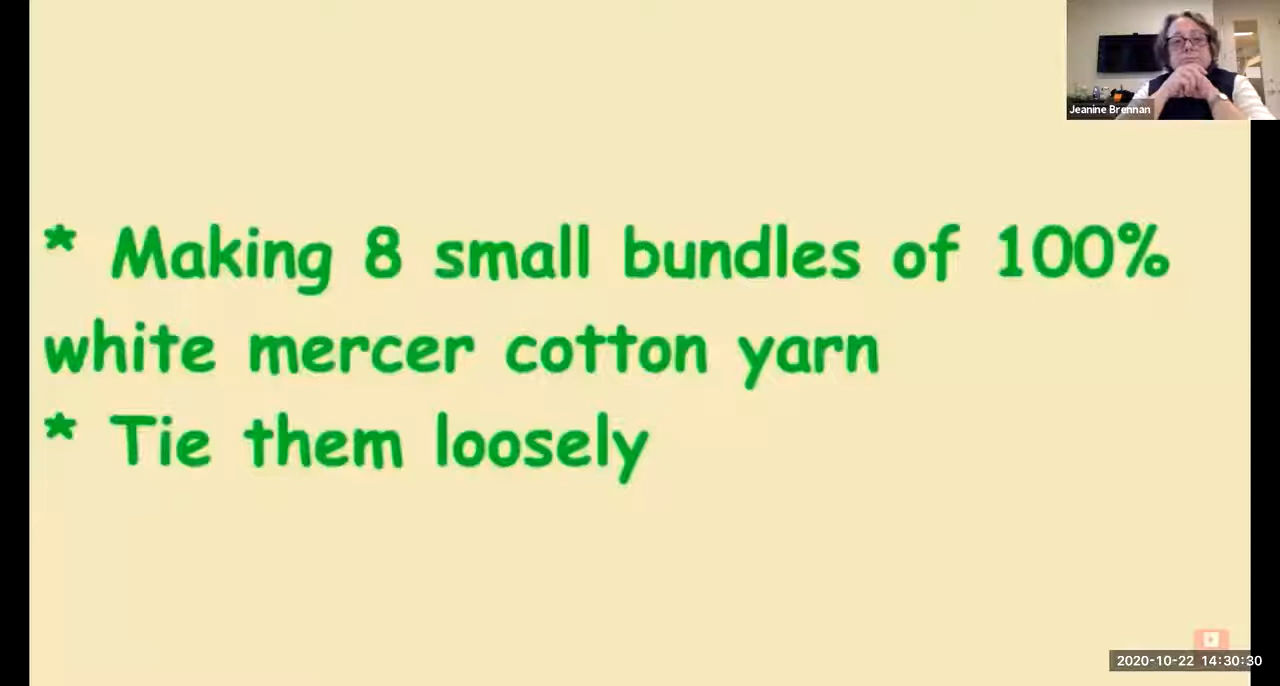 Jeanine Brennan
* Making 8 small bundles of 100%
white mercer cotton yarn
* Tie them loosely
2020-10-22 14:30:30